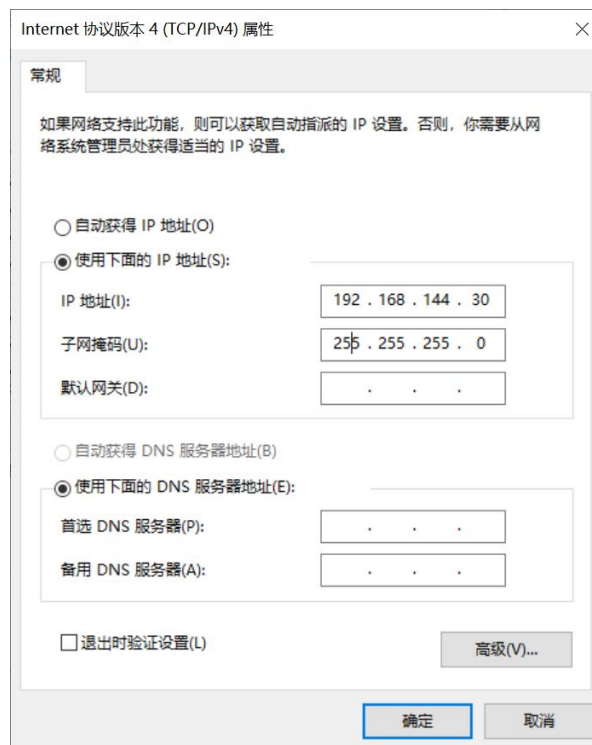 Internet 协议版本 4 (TCP/IPv4) 属性
常规
如果网络支持此功能，则可以获取自动指派的 IP 设置。否则，你需要从网
络系统管理员处获得适当的 IP 设置。
自动获得 IP 地址(O)
使用下面的 IP 地址(S):
IP 地址(I): 192 . 168 . 144 . 30
子网掩码(U): 255 . 255 . 255 . 0
默认网关(D): . . .
自动获得 DNS 服务器地址(B)
使用下面的 DNS 服务器地址(E):
首选 DNS 服务器(P): . . .
备用 DNS 服务器(A): . . .
退出时验证设置(L)
高级(V)...
确定 取消